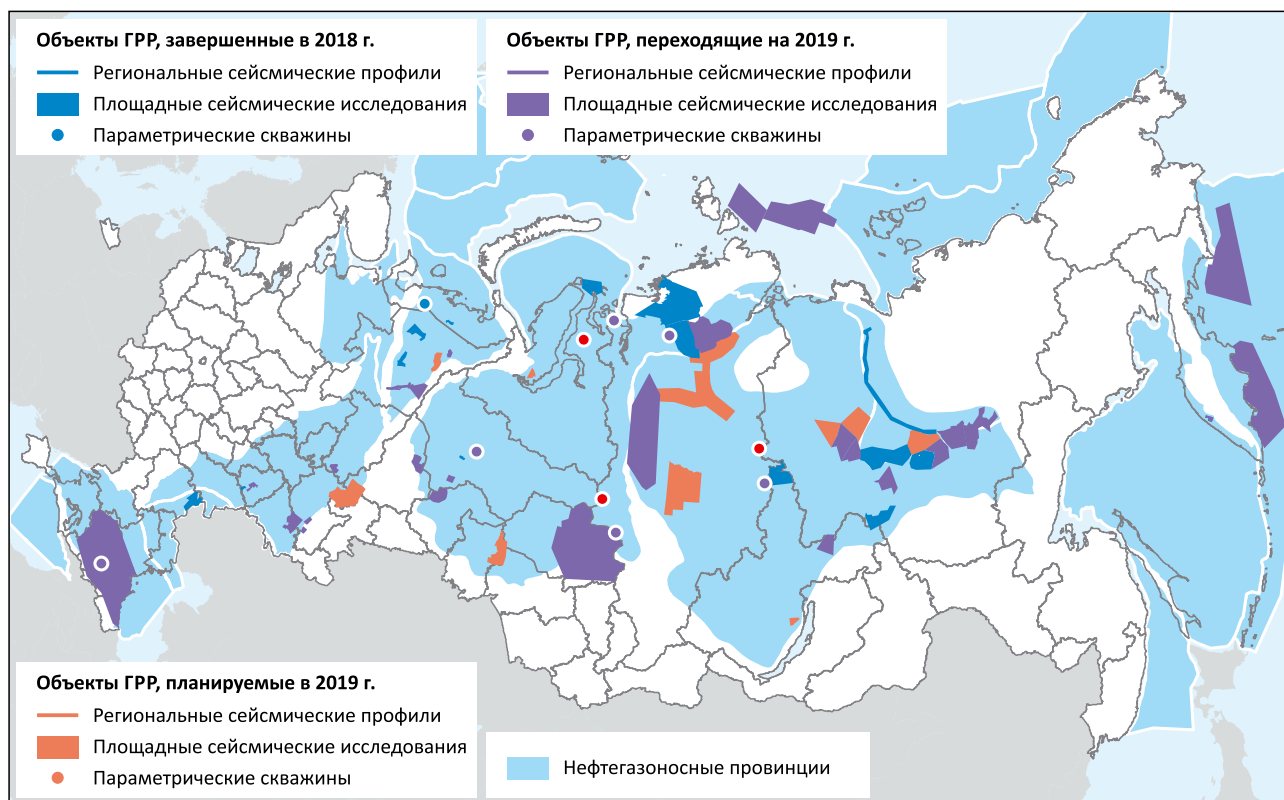 Объекты ГРР, завершенные в 2018 г.
Региональные сейсмические профили
Площадные сейсмические исследования
Параметрические скважины
Объекты ГРР, переходящие на 2019 г.
Региональные сейсмические профили
Площадные сейсмические исследования
Параметрические скважины
Объекты ГРР, планируемые в 2019 г.
Региональные сейсмические профили
Площадные сейсмические исследования
Параметрические скважины
Нефтегазоносные провинции